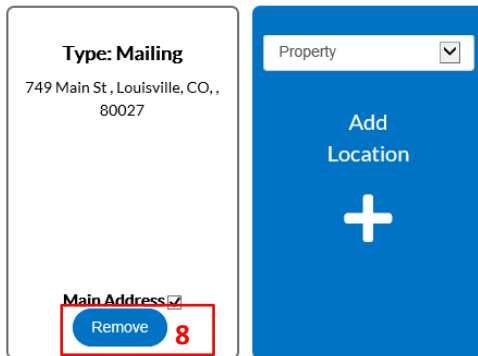 Type: Mailing
749 Main St , Louisville, CO, ,
80027
Main Address
Remove
8
Property
Add
Location